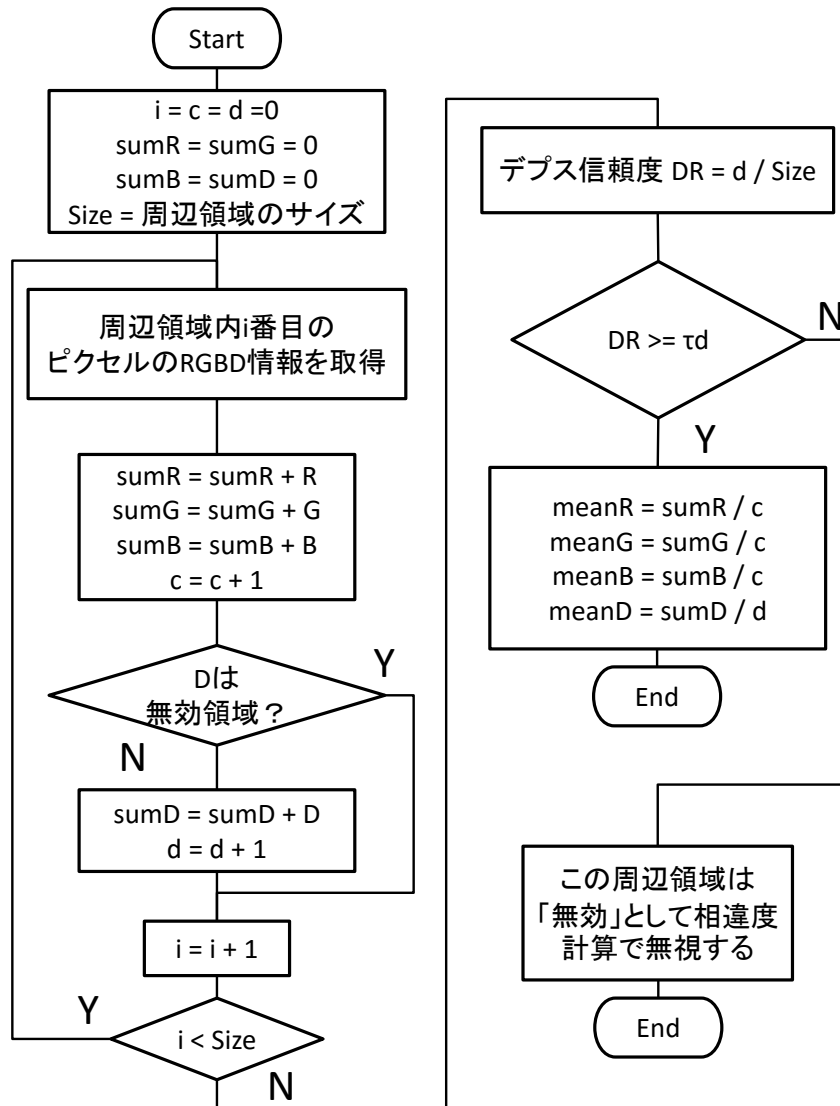 Start
i = c = d =0
sumR = sumG = 0
sumB = sumD = 0
Size = 周辺領域のサイズ
周辺領域内i番目の
ピクセルのRGBD情報を取得
sumR = sumR + R
sumG = sumG + G
sumB = sumB + B
c = c + 1
Dは
無効領域？
Y
N
sumD = sumD + D
d = d + 1
i = i + 1
i < Size
Y
N
デプス信頼度 DR = d / Size
DR >= τd
N
Y
meanR = sumR / c
meanG = sumG / c
meanB = sumB / c
meanD = sumD / d
End
この周辺領域は
「無効」として相違度
計算で無視する
End